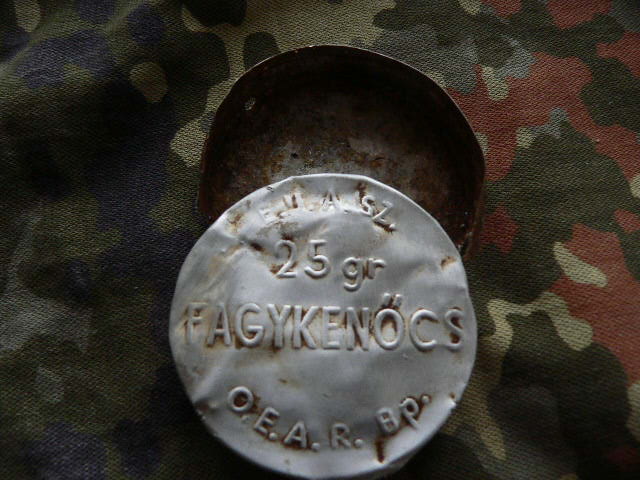 F.U.A.SZ.
25 gr
FAGYKENŐCS
O.E.A.R. Bp.